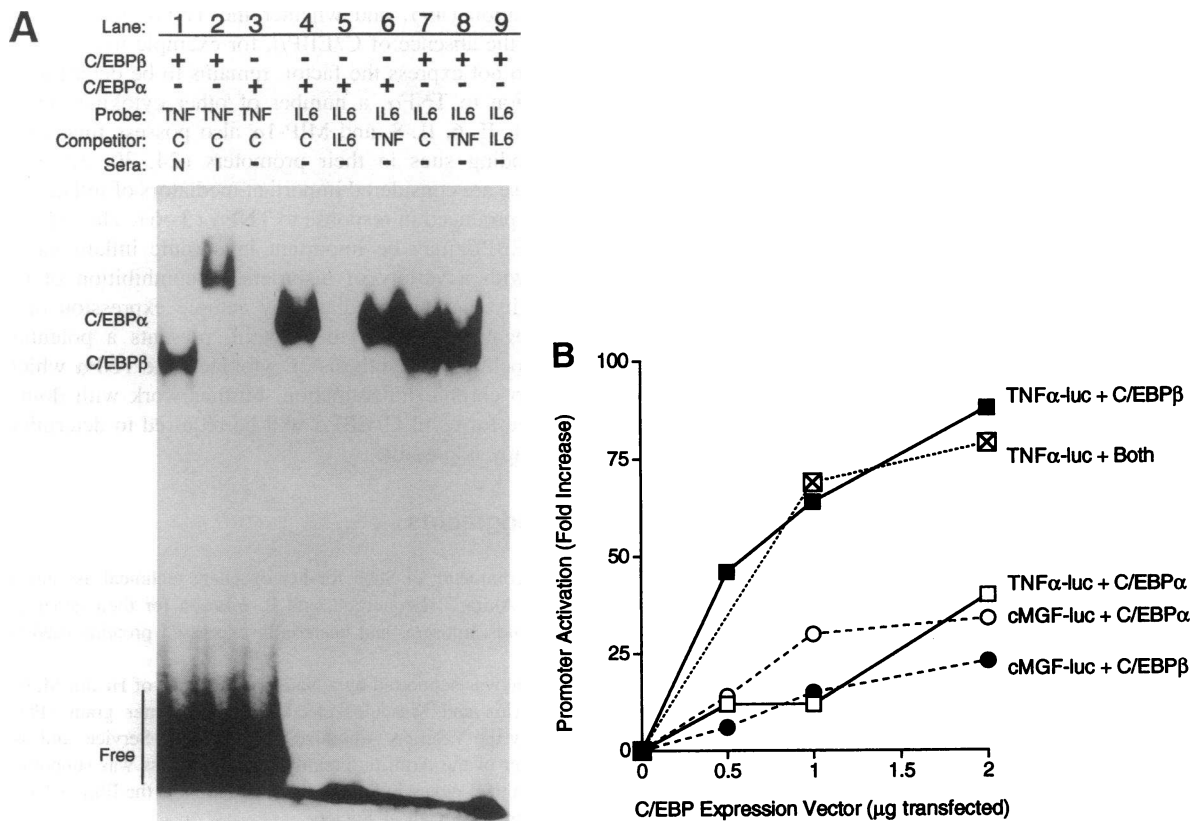 A
Lane: 1 2 3 4 5 6 7 8 9
C/EBPβ + + - - - - + + +
C/EBPα - - + + + + - - -
Probe: TNF TNF TNF IL6 IL6 IL6 IL6 IL6 IL6
Competitor: C C C C IL6 TNF C TNF IL6
Sera: N I - - - - - - -
C/EBPα
C/EBPβ
Free
B
Promoter Activation (Fold Increase)
100
75
50
25
0
0 0.5 1 1.5 2
C/EBP Expression Vector (µg transfected)
TNFα-luc + C/EBPβ
TNFα-luc + Both
TNFα-luc + C/EBPα
cMGF-luc + C/EBPα
cMGF-luc + C/EBPβ